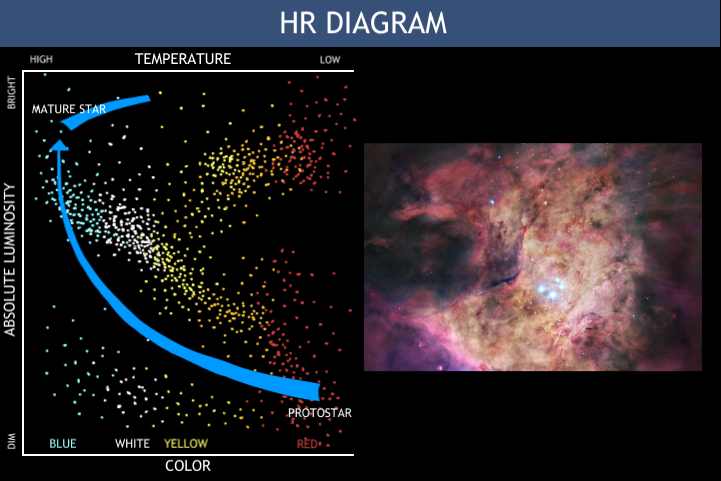 HR DIAGRAM
HIGH
TEMPERATURE
LOW
BRIGHT
MATURE STAR
ABSOLUTE LUMINOSITY
PROTOSTAR
DIM
BLUE
WHITE
YELLOW
RED
COLOR